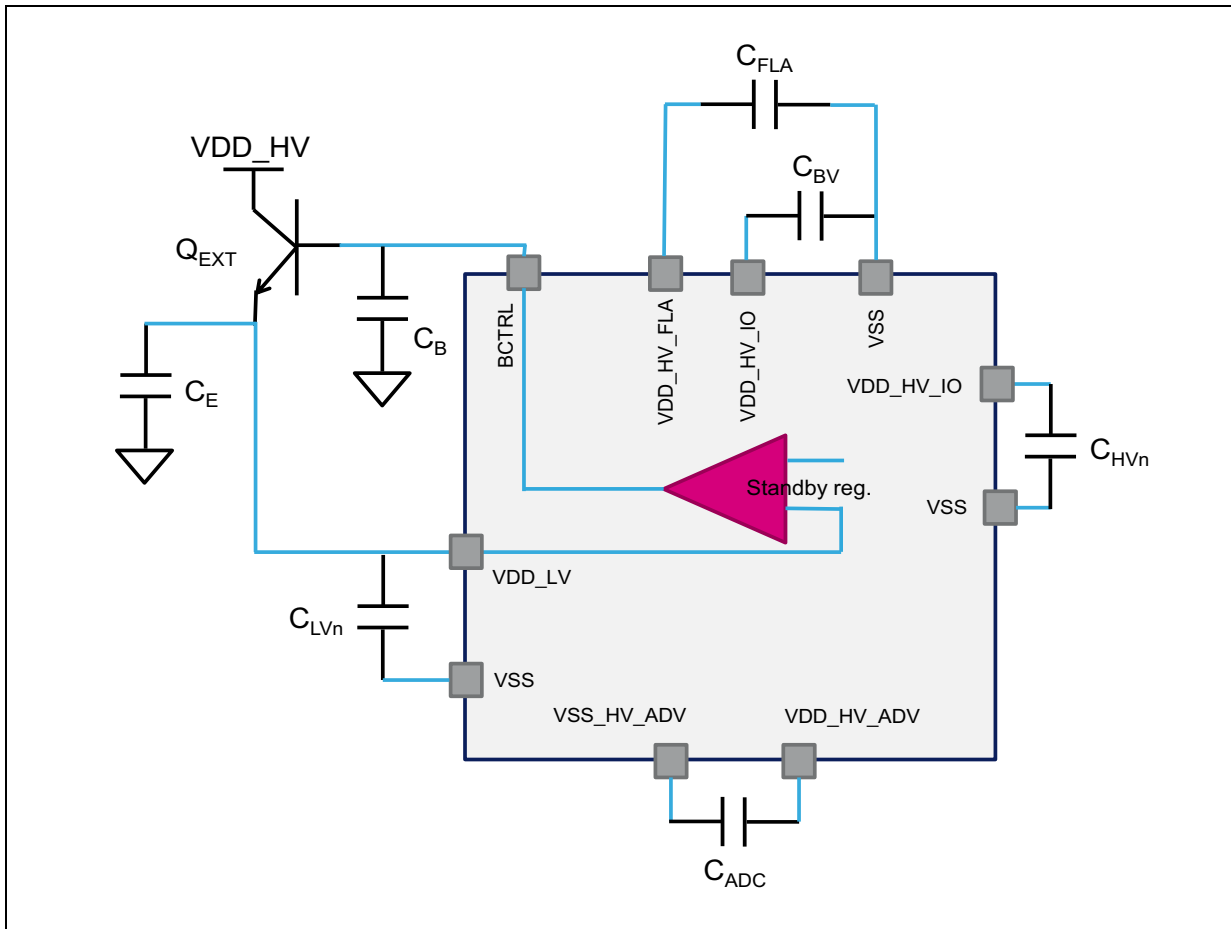 CFLA
VDD_HV
CBV
QEXT
CB
BCTRL
VDD_HV_FLA
VDD_HV_IO
VSS
VDD_HV_IO
CE
CHVn
Standby reg.
VSS
VDD_LV
CLVn
VSS
VSS_HV_ADV
VDD_HV_ADV
CADC